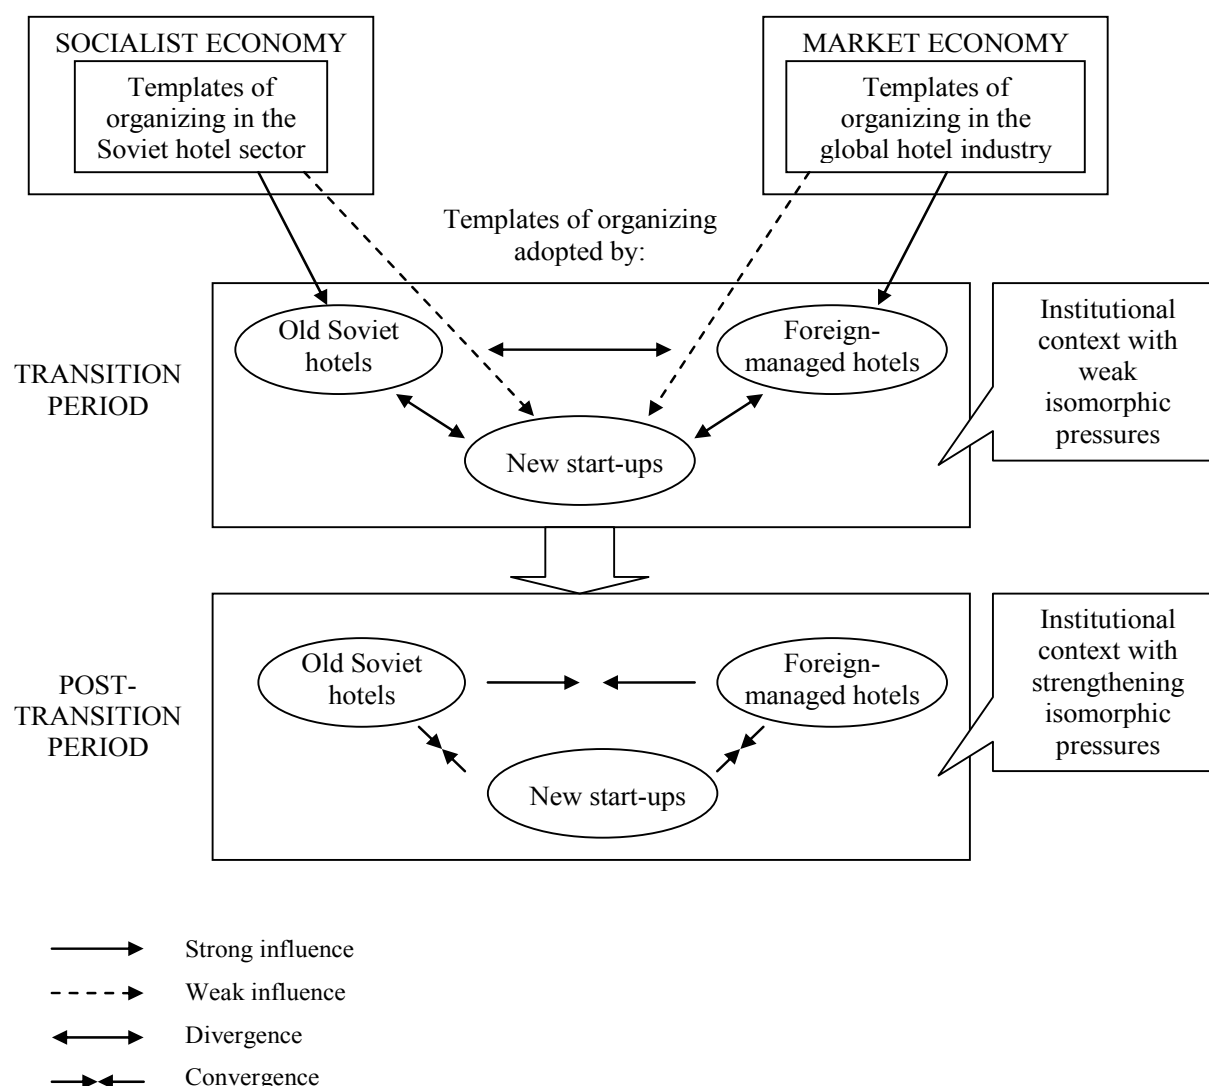 SOCIALIST ECONOMY
Templates of
organizing in the
Soviet hotel sector
MARKET ECONOMY
Templates of
organizing in the
global hotel industry
Templates of organizing
adopted by:
TRANSITION
PERIOD
Old Soviet
hotels
Foreign-
managed hotels
New start-ups
Institutional
context with
weak
isomorphic
pressures
POST-
TRANSITION
PERIOD
Old Soviet
hotels
Foreign-
managed hotels
New start-ups
Institutional
context with
strengthening
isomorphic
pressures
Strong influence
Weak influence
Divergence
Convergence